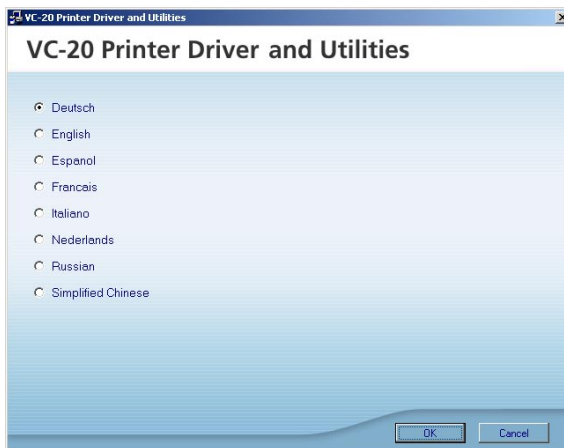 VC-20 Printer Driver and Utilities
VC-20 Printer Driver and Utilities
Deutsch
English
Espanol
Francais
Italiano
Nederlands
Russian
Simplified Chinese
OK Cancel